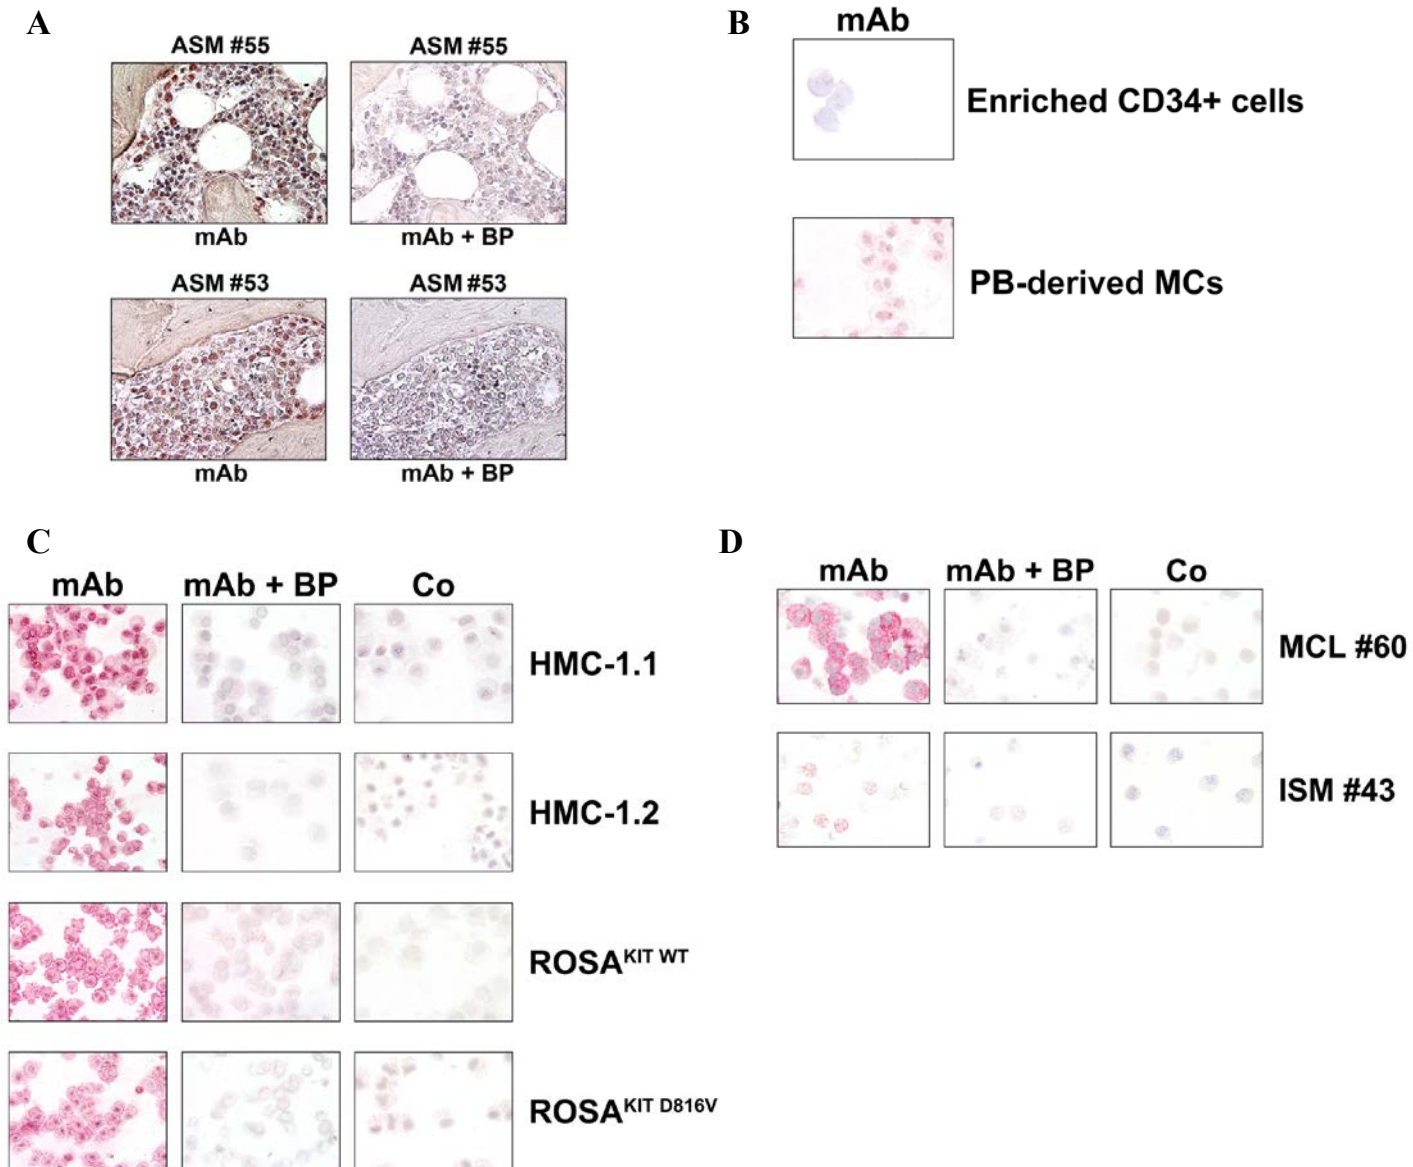 A
ASM #55
ASM #55
mAb
mAb + BP
ASM #53
ASM #53
mAb
mAb + BP
B
mAb
Enriched CD34+ cells
PB-derived MCs
C
mAb
mAb + BP
Co
HMC-1.1
HMC-1.2
ROSAKIT WT
ROSAKIT D816V
D
mAb
mAb + BP
Co
MCL #60
ISM #43